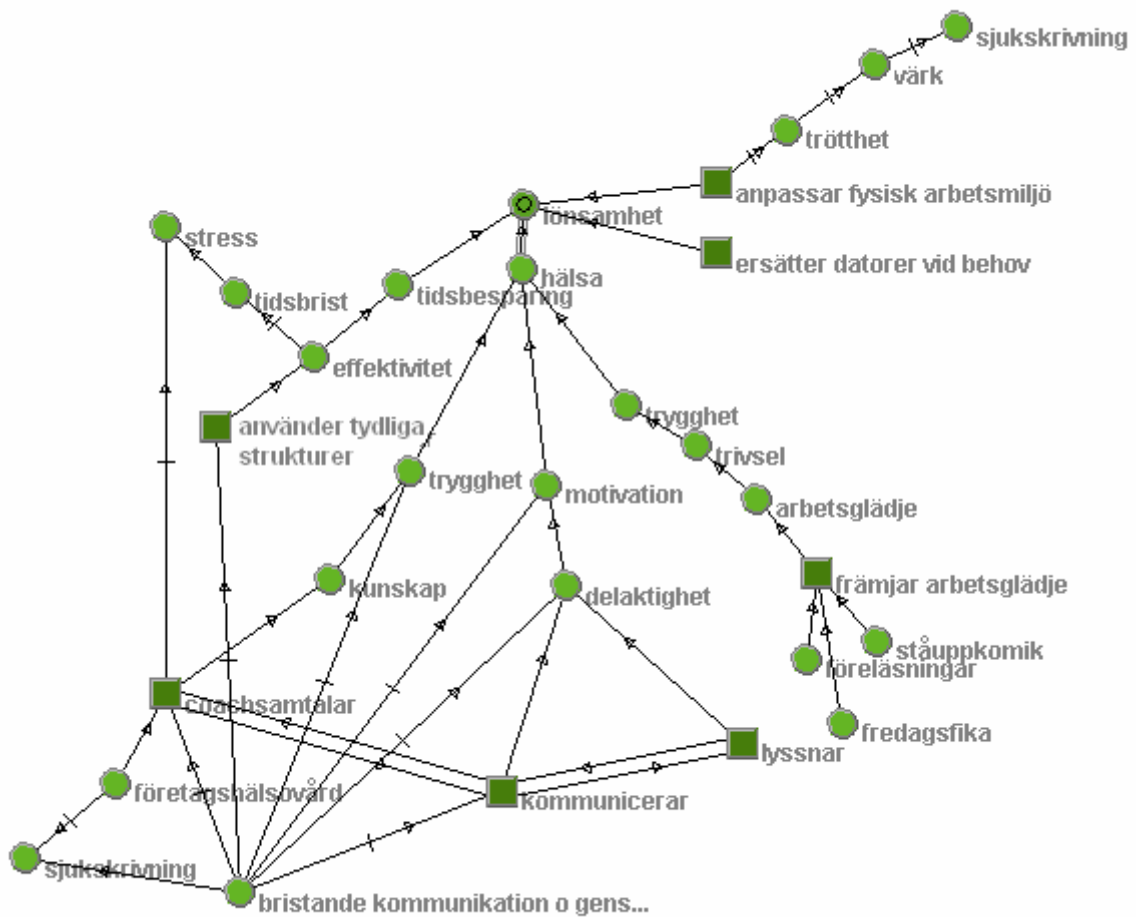 sjukskrivning
värk
trötthet
anpassar fysisk arbetsmiljö
lönsamhet
stress
ersätter datorer vid behov
hälsa
tidsbesparing
tidsbrist
effektivitet
trygghet
använder tydliga
strukturer
trivsel
trygghet
motivation
arbetsglädje
främjar arbetsglädje
kunskap
delaktighet
ståuppkomik
föreläsningar
coachsamtalar
fredagsfika
lyssnar
företagshälsovård
kommunicerar
sjukskrivning
bristande kommunikation o gens...